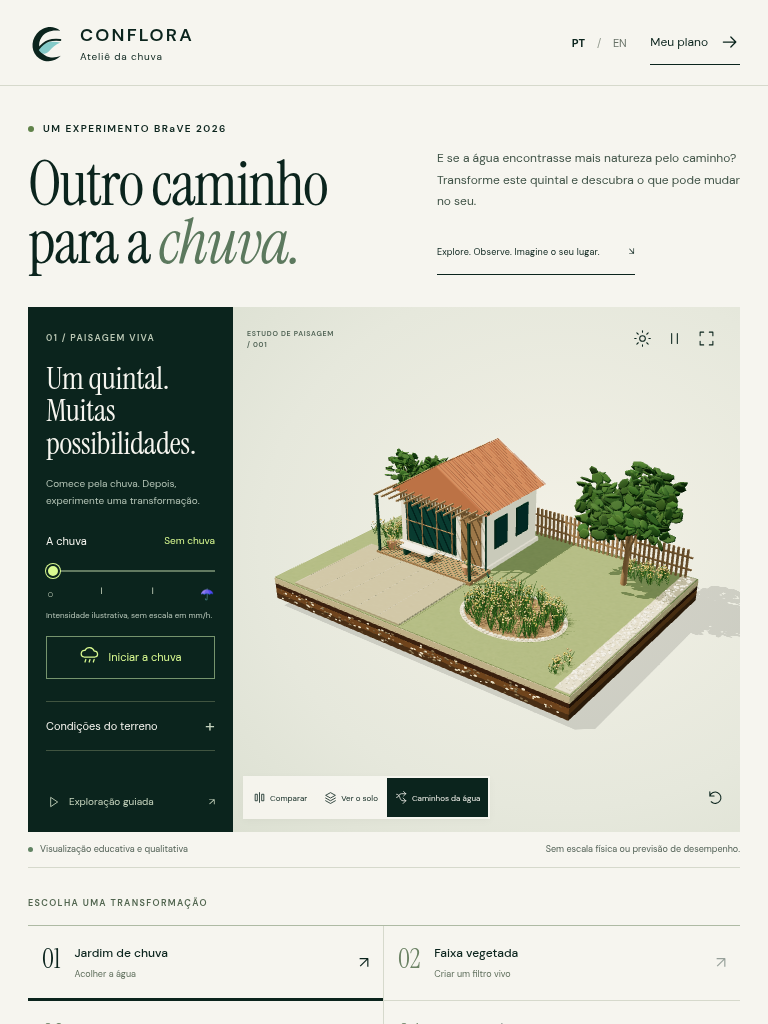 CONFLORA
Ateliê da chuva
PT / EN
Meu plano
UM EXPERIMENTO BRaVE 2026
Outro caminho
para a chuva.
E se a água encontrasse mais natureza pelo caminho?
Transforme este quintal e descubra o que pode mudar
no seu.
Explore. Observe. Imagine o seu lugar.
01 / PAISAGEM VIVA
Um quintal.
Muitas
possibilidades.
Comece pela chuva. Depois,
experimente uma transformação.
A chuva
Sem chuva
Intensidade ilustrativa, sem escala em mm/h.
Iniciar a chuva
Condições do terreno
+
Exploração guiada
ESTUDO DE PAISAGEM
/ 001
Comparar
Ver o solo
Caminhos da água
Visualização educativa e qualitativa
Sem escala física ou previsão de desempenho.
ESCOLHA UMA TRANSFORMAÇÃO
01
Jardim de chuva
Acolher a água
02
Faixa vegetada
Criar um filtro vivo